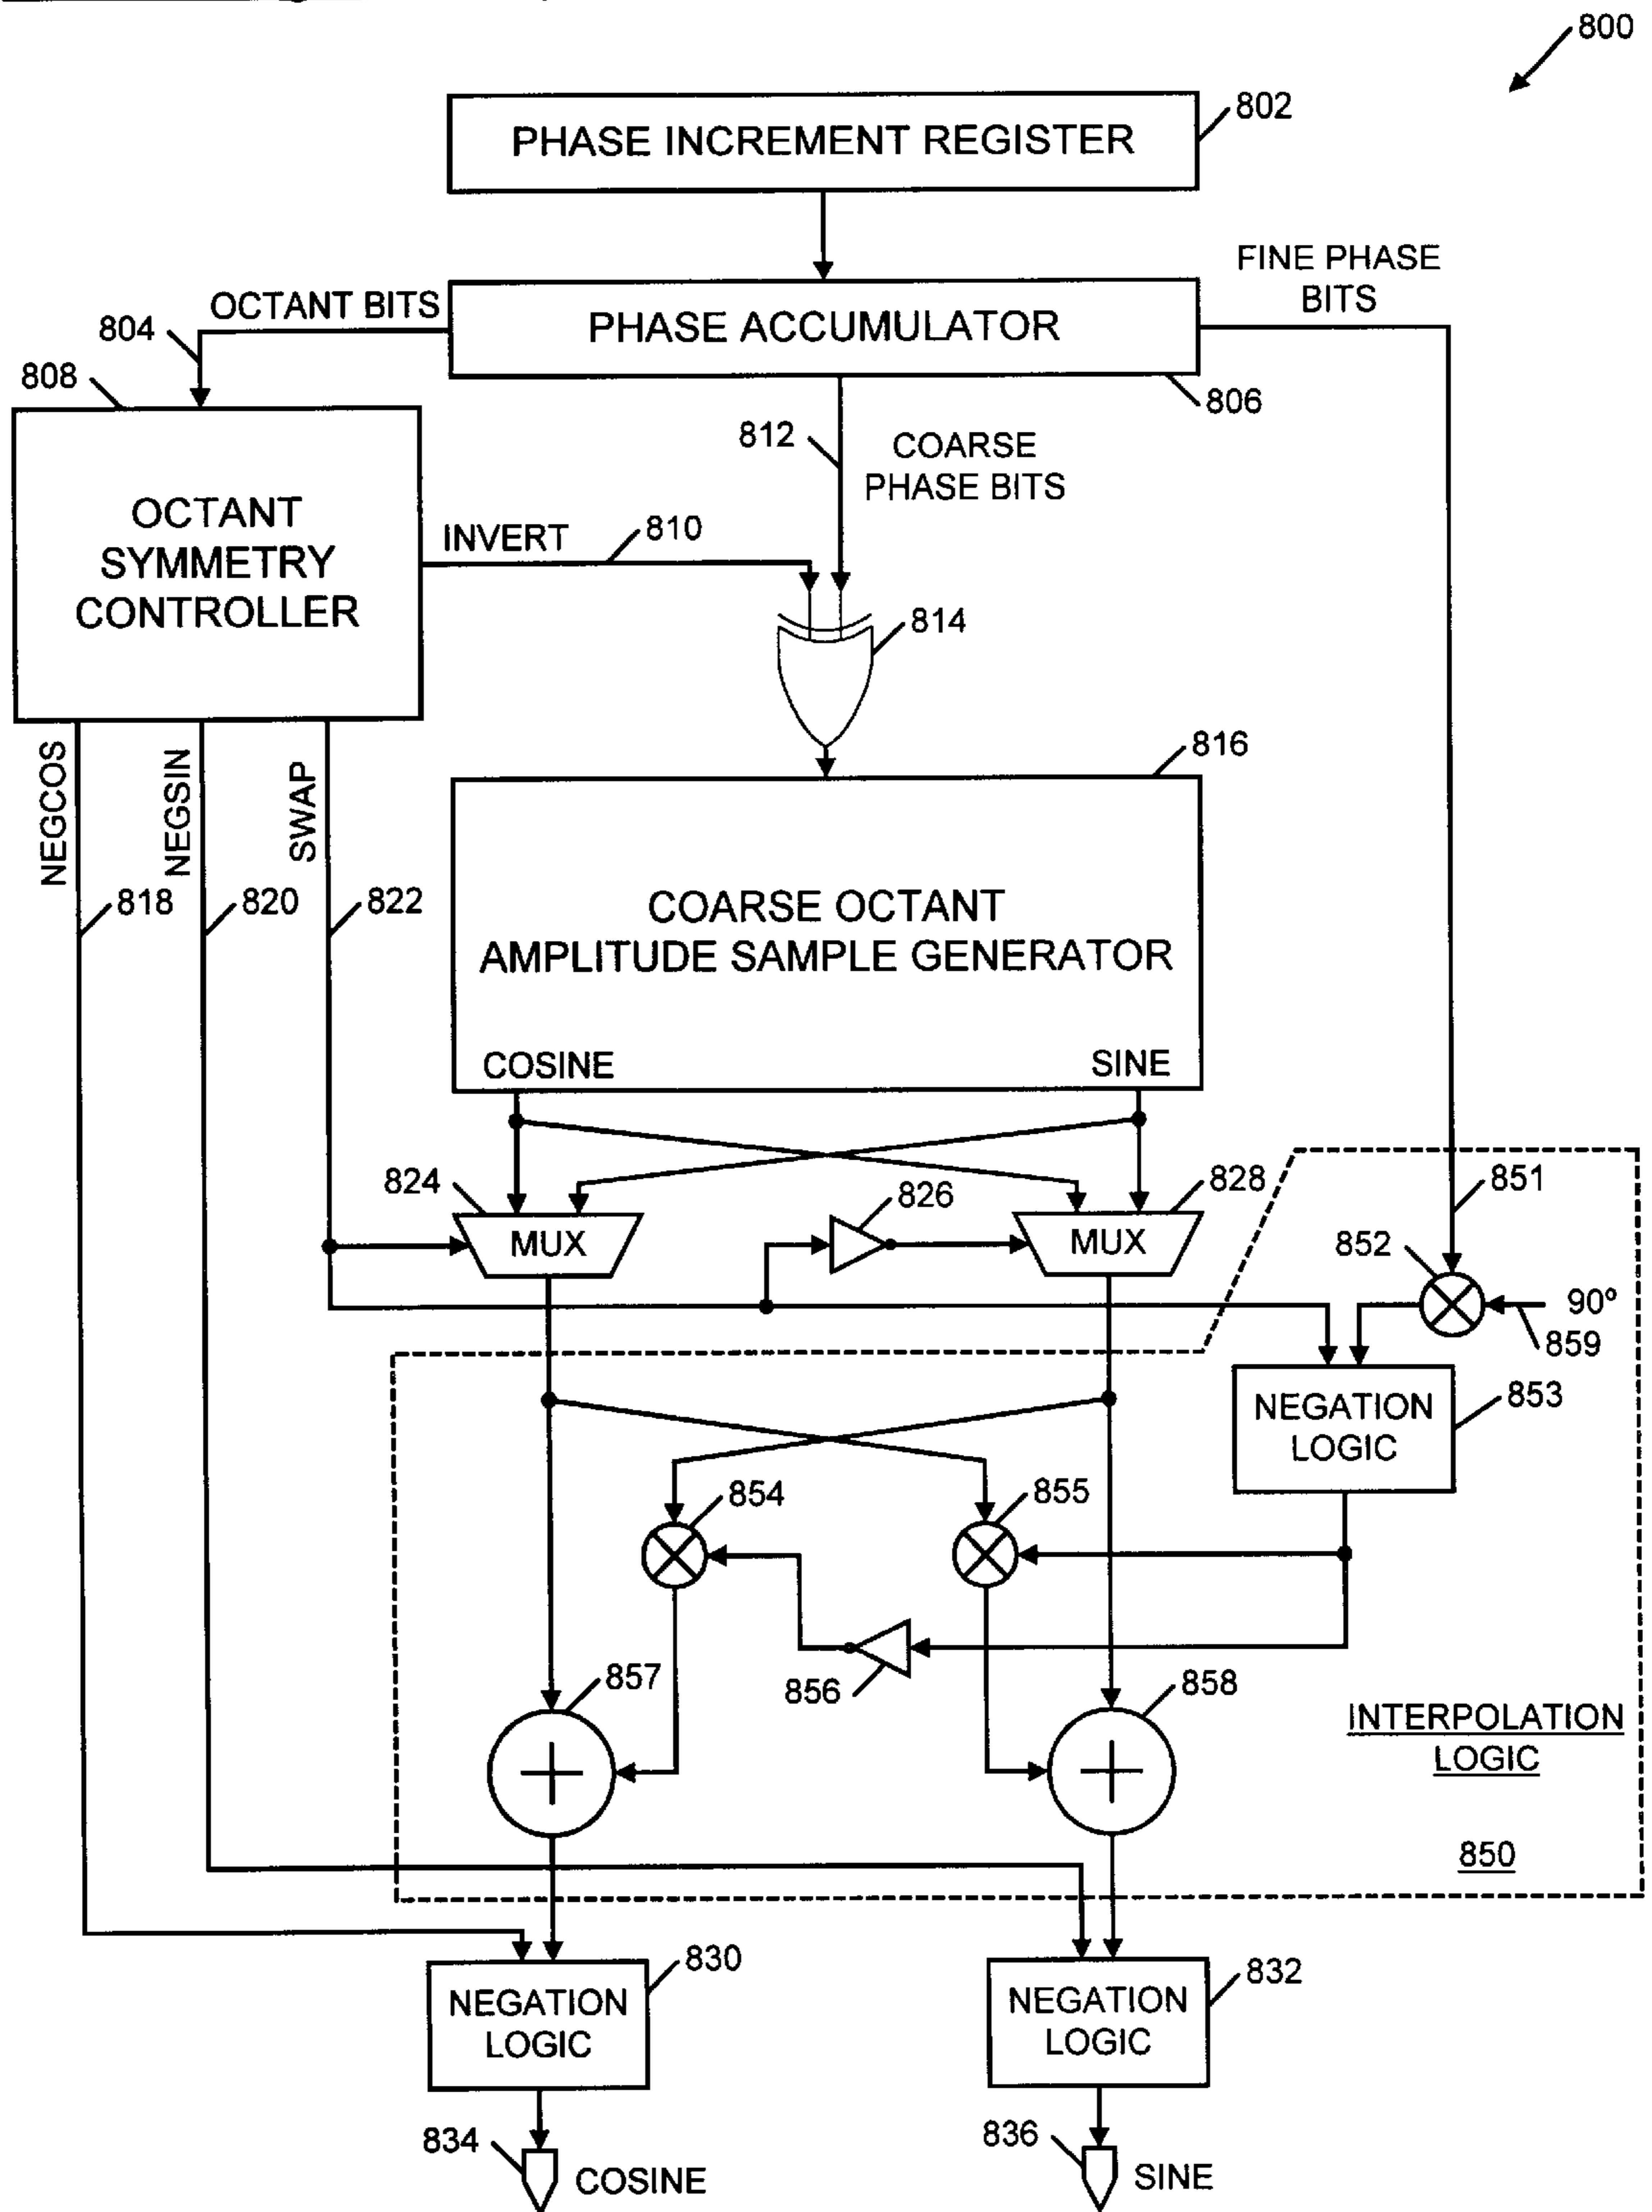 800
PHASE INCREMENT REGISTER
802
OCTANT BITS
804
PHASE ACCUMULATOR
806
FINE PHASE
BITS
808
OCTANT
SYMMETRY
CONTROLLER
INVERT
810
812
COARSE
PHASE BITS
814
816
NEGCOS
NEGSIN
SWAP
818
820
822
COARSE OCTANT
AMPLITUDE SAMPLE GENERATOR
COSINE
SINE
824
MUX
826
828
MUX
851
852
90º
859
NEGATION
LOGIC
853
854
855
856
857
858
INTERPOLATION
LOGIC
850
NEGATION
LOGIC
830
NEGATION
LOGIC
832
834
COSINE
836
SINE